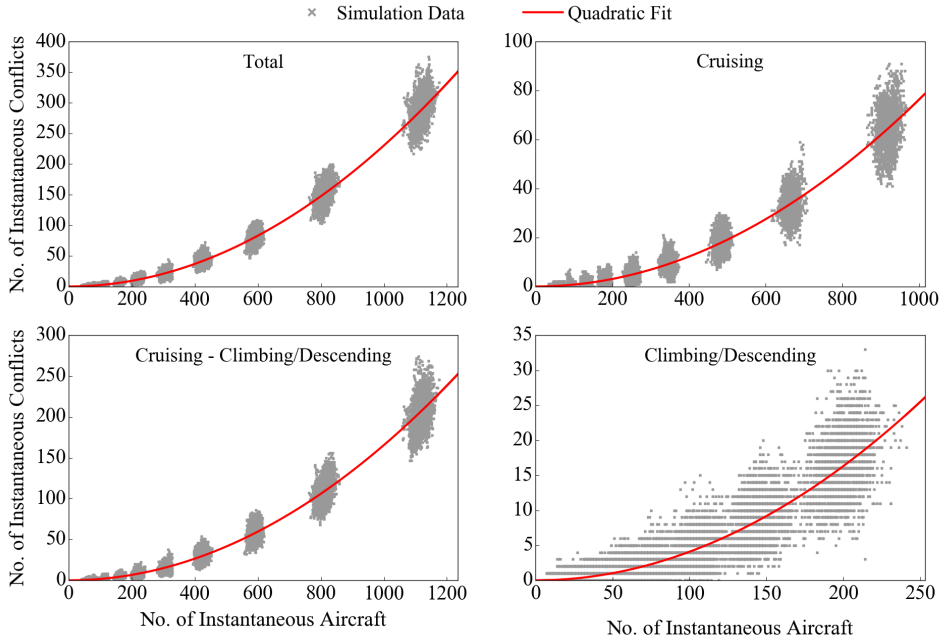 Simulation Data
Quadratic Fit
Total
No. of Instantaneous Conflicts
400
350
300
250
200
150
100
50
0
0 200 400 600 800 1000 1200
Cruising
100
80
60
40
20
0
0 200 400 600 800 1000
Cruising - Climbing/Descending
No. of Instantaneous Conflicts
300
250
200
150
100
50
0
0 200 400 600 800 1000 1200
No. of Instantaneous Aircraft
Climbing/Descending
35
30
25
20
15
10
5
0
0 50 100 150 200 250
No. of Instantaneous Aircraft